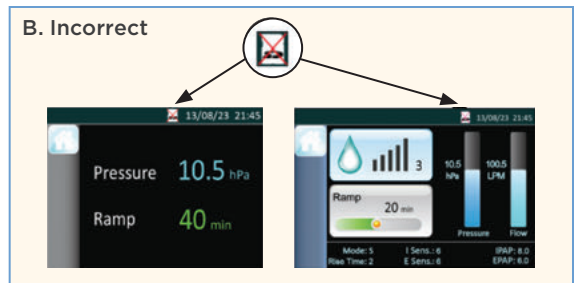 B. Incorrect
13/08/23 21:45
Pressure 10.5 hPa
Ramp 40 min
13/08/23 21:45
3
10.5 hPa 100.5 LPM
Ramp
20 min
Pressure Flow
Mode: S I Sens.: 6 IPAP: 8.0
Rise Time: 2 E Sens.: 6 EPAP: 6.0